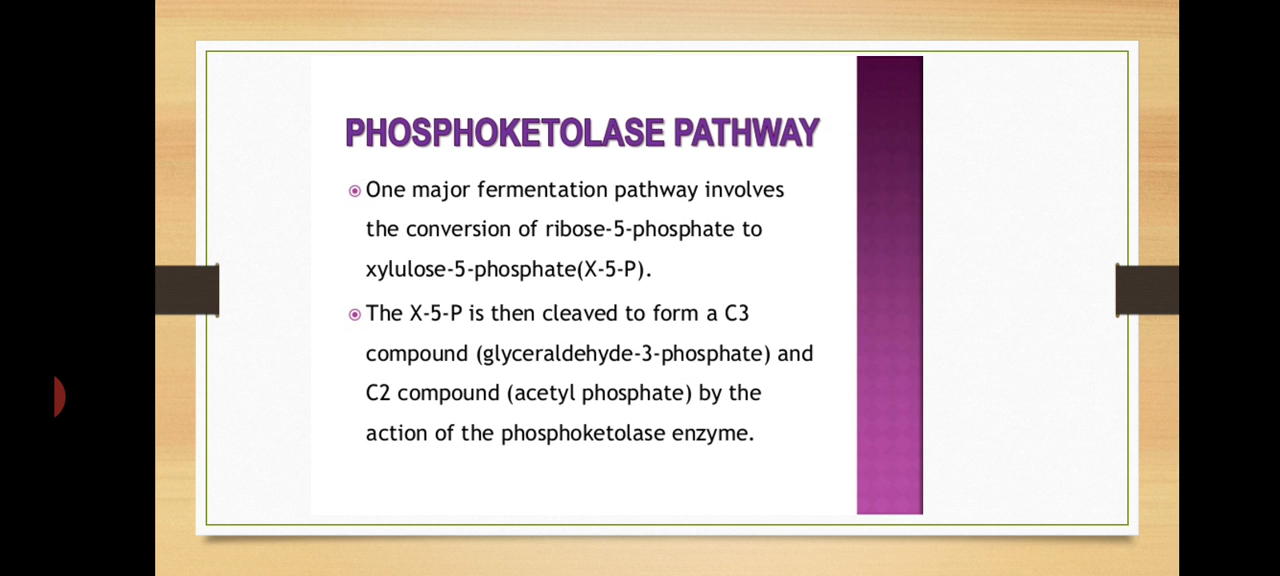 PHOSPHOKETOLASE PATHWAY
One major fermentation pathway involves
the conversion of ribose-5-phosphate to
xylulose-5-phosphate(X-5-P).
The X-5-P is then cleaved to form a C3
compound (glyceraldehyde-3-phosphate) and
C2 compound (acetyl phosphate) by the
action of the phosphoketolase enzyme.